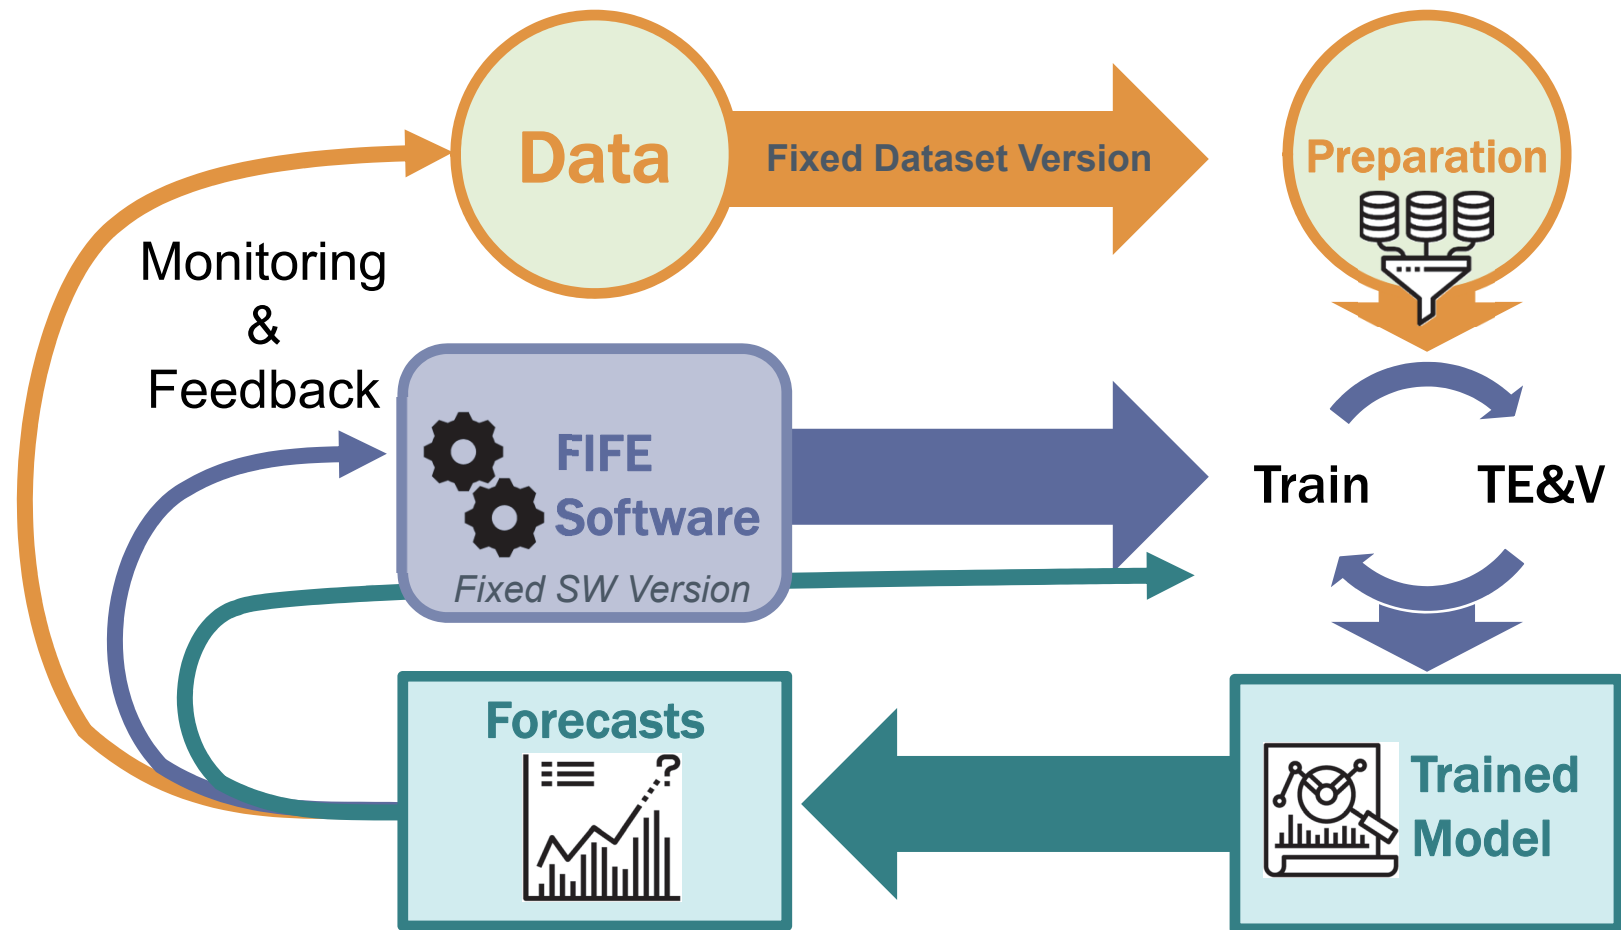 Data
Fixed Dataset Version
Preparation
Monitoring
&
Feedback
FIFE
Software
Fixed SW Version
Train
TE&V
Forecasts
?
Trained
Model